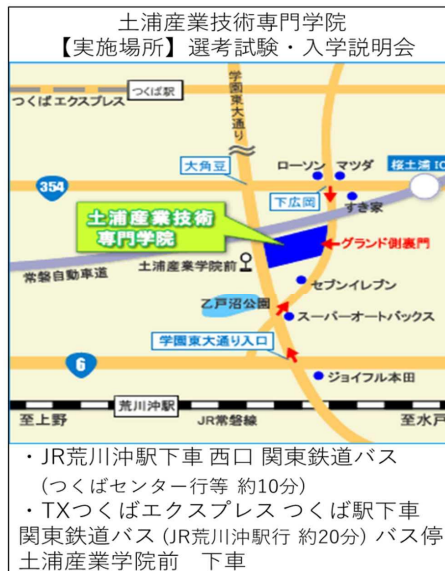 土浦産業技術専門学院
【実施場所】選考試験・入学説明会
つくば駅
つくばエクスプレス
学園東大通り
大角豆
ローソン
マツダ
桜土浦IC
354
下広岡
すき家
土浦産業技術
専門学院
グランド側裏門
土浦産業学院前
常磐自動車道
セブンイレブン
乙戸沼公園
スーパーオートバックス
学園東大通り入口
6
ジョイフル本田
荒川沖駅
至上野
JR常磐線
至水戸
・JR荒川沖駅下車 西口 関東鉄道バス
(つくばセンター行等 約10分)
・TXつくばエクスプレス つくば駅下車
関東鉄道バス (JR荒川沖駅行 約20分) バス停
土浦産業学院前 下車